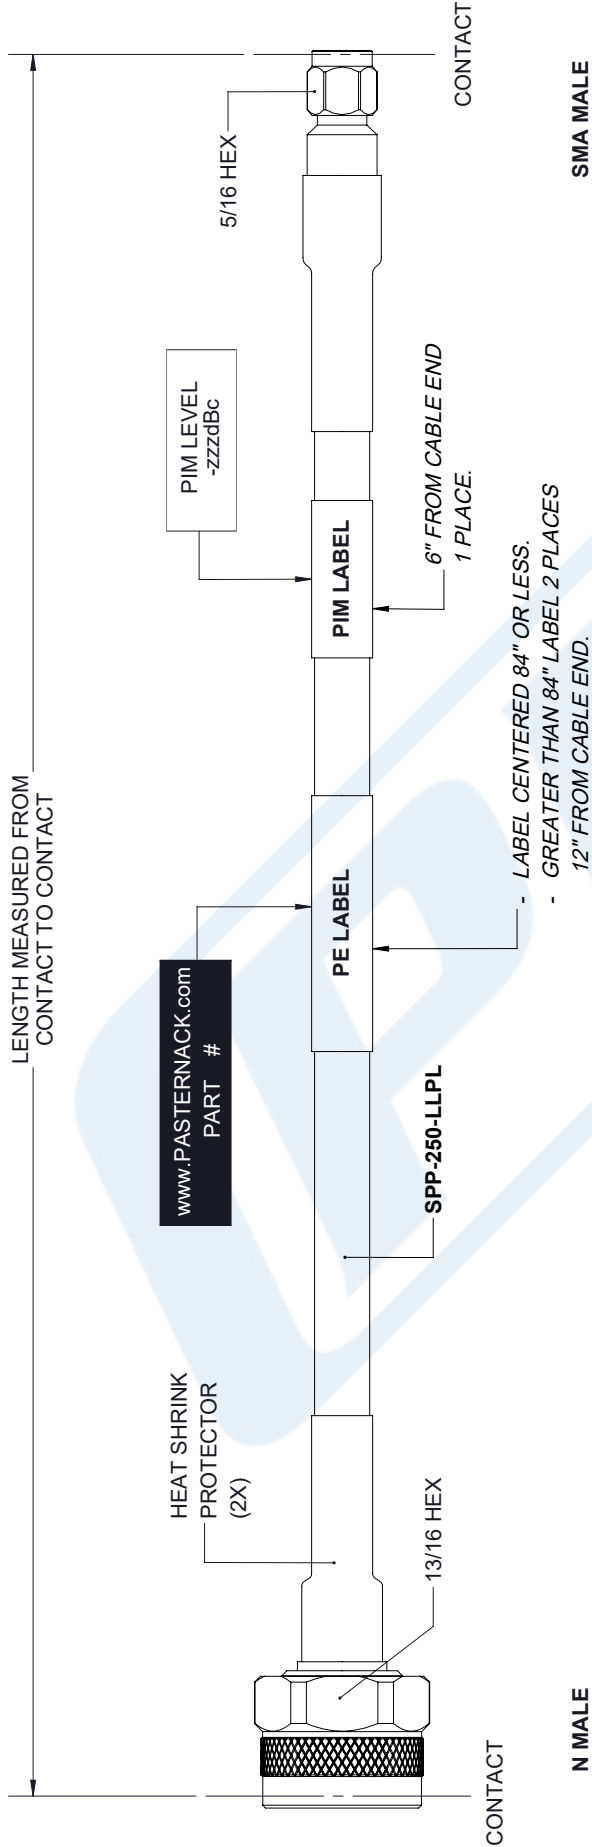 LENGTH MEASURED FROM
CONTACT TO CONTACT
HEAT SHRINK
PROTECTOR
(2X)
www.PASTERNACK.com
PART #
PIM LEVEL
-zzzdBc
5/16 HEX
PE LABEL
PIM LABEL
13/16 HEX
SPP-250-LLPL
6" FROM CABLE END
1 PLACE.
CONTACT
CONTACT
- LABEL CENTERED 84" OR LESS.
- GREATER THAN 84" LABEL 2 PLACES
12" FROM CABLE END.
N MALE
SMA MALE